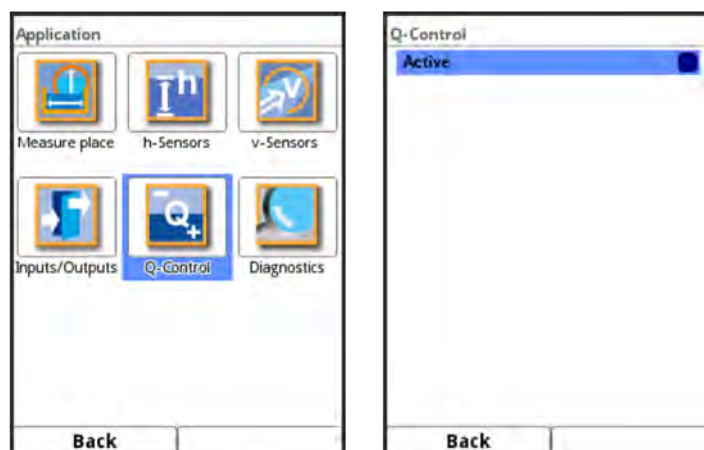 Application
Measure place
h-Sensors
v-Sensors
h
v
Inputs/Outputs
Q-Control
Diagnostics
Q
Back
Q-Control
Active
Back